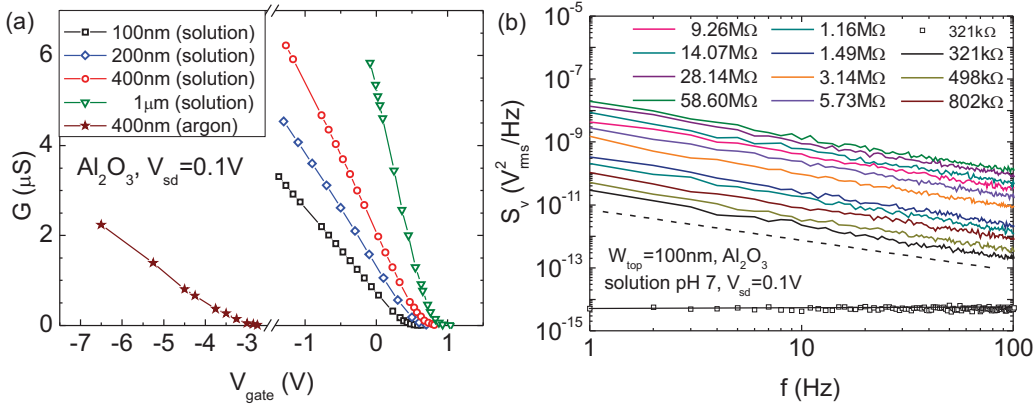 (a)
100nm (solution)
200nm (solution)
400nm (solution)
1μm (solution)
400nm (argon)
Al2O3, Vsd=0.1V
G (μS)
6
4
2
0
-7 -6 -5 -4 -3 -1 0 1
Vgate (V)
(b)
9.26MΩ 1.16MΩ 321kΩ
14.07MΩ 1.49MΩ 321kΩ
28.14MΩ 3.14MΩ 498kΩ
58.60MΩ 5.73MΩ 802kΩ
Sv (V²rms/Hz)
10⁻⁵
10⁻⁷
10⁻⁹
10⁻¹¹
10⁻¹³
10⁻¹⁵
Wtop=100nm, Al2O3
solution pH 7, Vsd=0.1V
1 10 100
f (Hz)